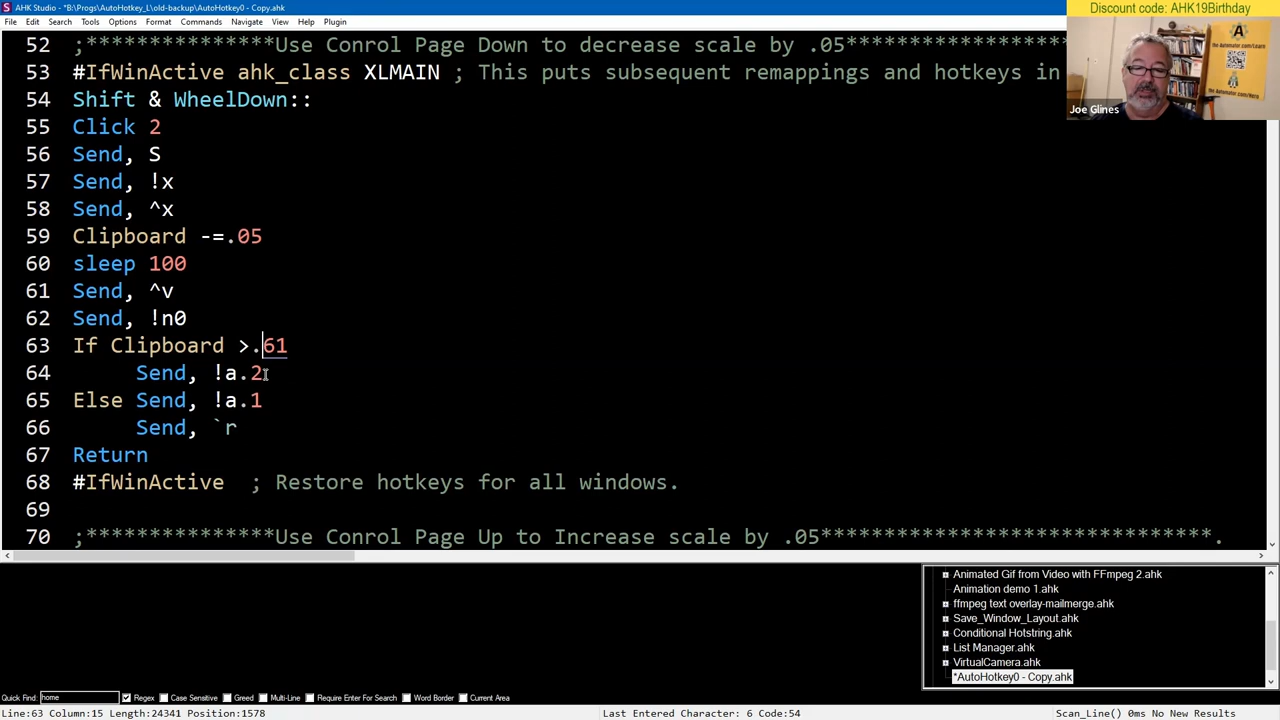 AHK Studio - *B:\Progs\AutoHotkey_L\old-backup\AutoHotkey0 - Copy.ahk
Discount code: AHK19Birthday
File Edit Search Tools Options Format Commands Navigate View Help Plugin
the-Automator.com/Learn
the-Automator.com/Hero
Joe Glines
52 ;***************Use Conrol Page Down to decrease scale by .05********************
53 #IfWinActive ahk_class XLMAIN ; This puts subsequent remappings and hotkeys in
54 Shift & WheelDown::
55 Click 2
56 Send, S
57 Send, !x
58 Send, ^x
59 Clipboard -=.05
60 sleep 100
61 Send, ^v
62 Send, !n0
63 If Clipboard >.61
64 Send, !a.2
65 Else Send, !a.1
66 Send, `r
67 Return
68 #IfWinActive ; Restore hotkeys for all windows.
69
70 ;***************Use Conrol Page Up to Increase scale by .05*******************************.
Animated Gif from Video with FFmpeg 2.ahk
Animation demo 1.ahk
ffmpeg text overlay-mailmerge.ahk
Save_Window_Layout.ahk
Conditional Hotstring.ahk
List Manager.ahk
VirtualCamera.ahk
*AutoHotkey0 - Copy.ahk
Quick Find: home Regex Case Sensitive Greed Multi-Line Require Enter For Search Word Border Current Area
Line:63 Column:15 Length:24341 Position:1578 Last Entered Character: 6 Code:54 Scan_Line() 0ms No New Results